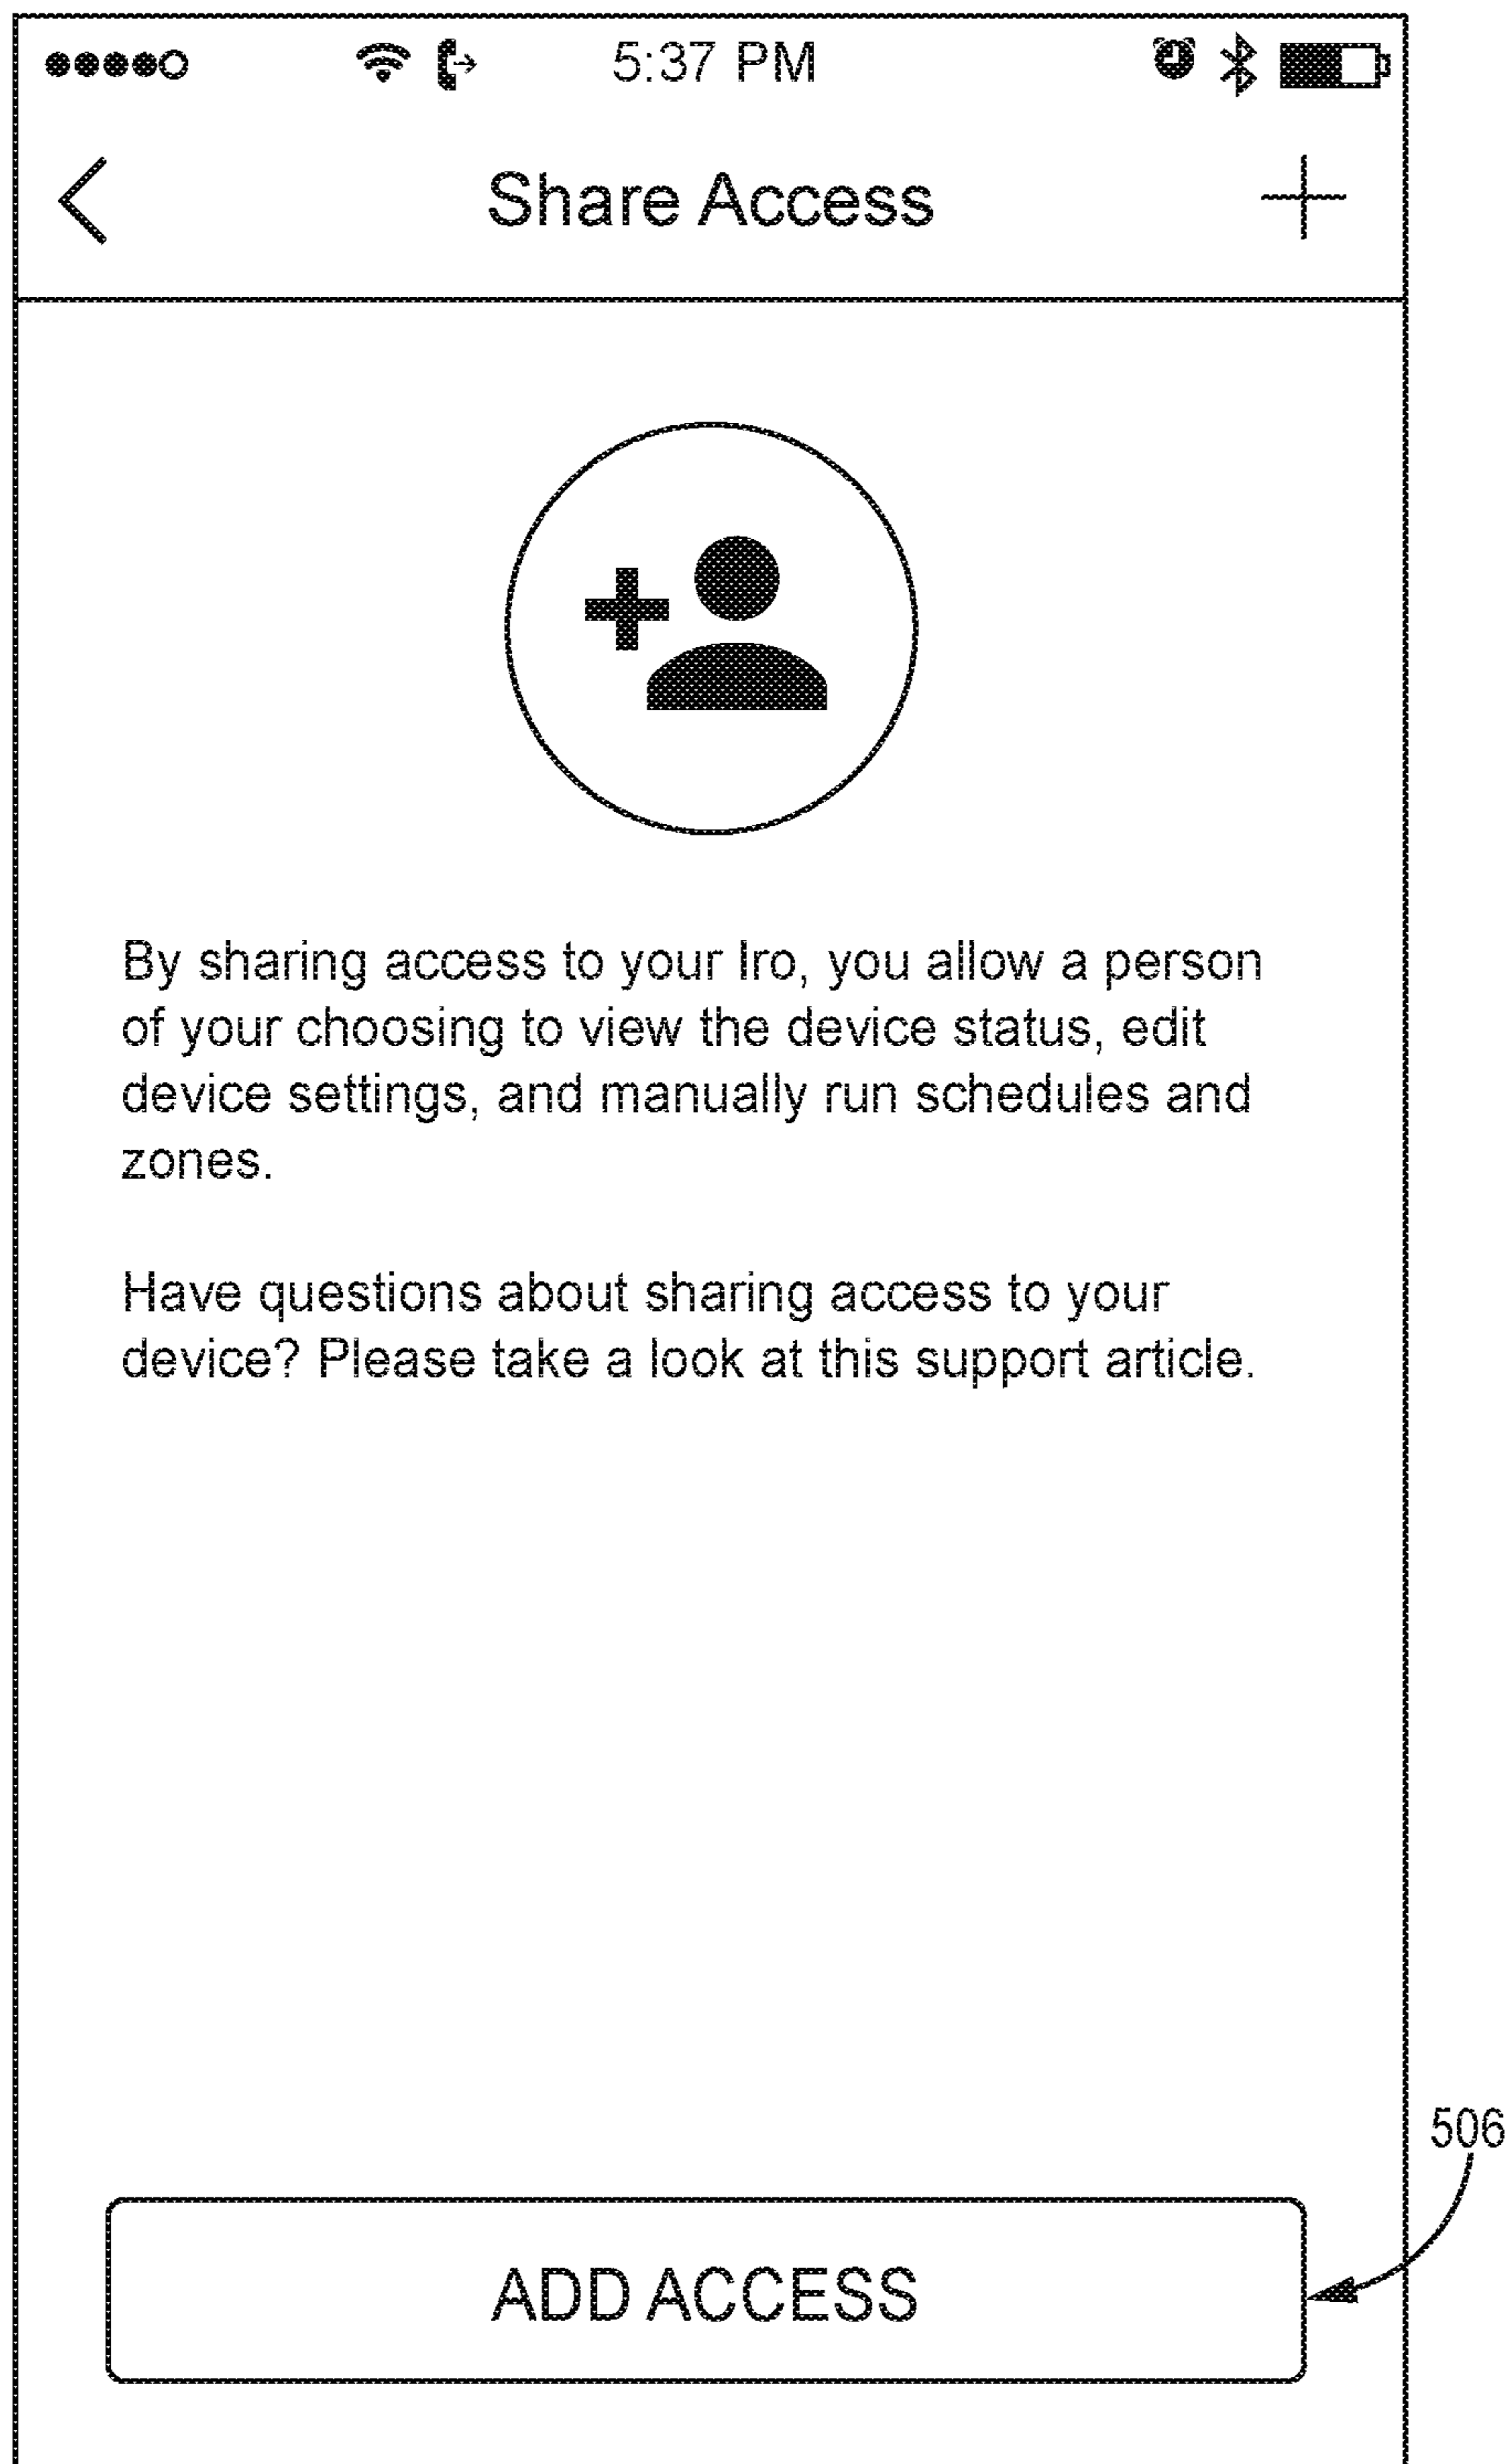 5:37 PM
Share Access
By sharing access to your Iro, you allow a person
of your choosing to view the device status, edit
device settings, and manually run schedules and
zones.
Have questions about sharing access to your
device? Please take a look at this support article.
506
ADD ACCESS